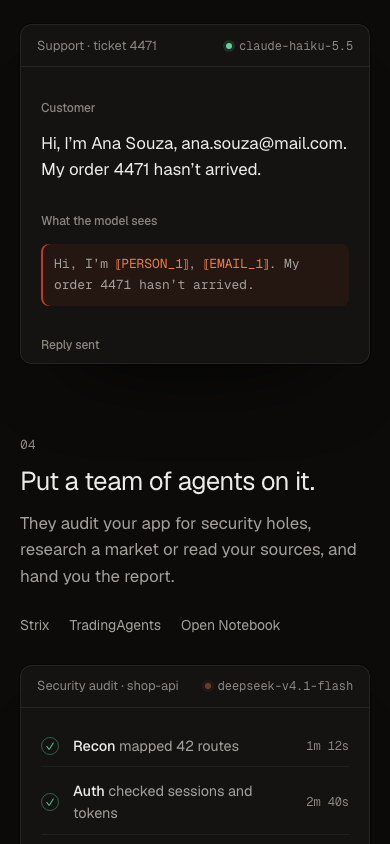 Support · ticket 4471
claude-haiku-5.5
Customer
Hi, I’m Ana Souza, ana.souza@mail.com.
My order 4471 hasn’t arrived.
What the model sees
Hi, I’m ⟦PERSON_1⟧, ⟦EMAIL_1⟧. My
order 4471 hasn’t arrived.
Reply sent
04
Put a team of agents on it.
They audit your app for security holes,
research a market or read your sources, and
hand you the report.
Strix TradingAgents Open Notebook
Security audit · shop-api
deepseek-v4.1-flash
Recon mapped 42 routes 1m 12s
Auth checked sessions and
tokens
2m 40s